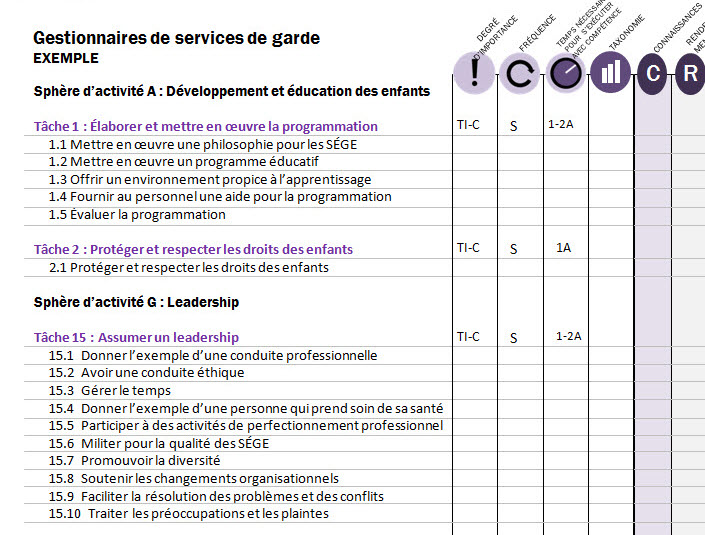 Gestionnaires de services de garde
EXEMPLE
DEGRÉ D'IMPORTANCE
FRÉQUENCE
TEMPS
POUR S'EXÉCUTER
AVEC COMPÉTENCE
TAXONOMIE
CONNAISSANCES
! C R
Sphère d'activité A : Développement et éducation des enfants
Tâche 1 : Élaborer et mettre en œuvre la programmation TI-C S 1-2A
1.1 Mettre en œuvre une philosophie pour les SÉGE
1.2 Mettre en œuvre un programme éducatif
1.3 Offrir un environnement propice à l'apprentissage
1.4 Fournir au personnel une aide pour la programmation
1.5 Évaluer la programmation
Tâche 2 : Protéger et respecter les droits des enfants TI-C S 1A
2.1 Protéger et respecter les droits des enfants
Sphère d'activité G : Leadership
Tâche 15 : Assumer un leadership TI-C S 1-2A
15.1 Donner l'exemple d'une conduite professionnelle
15.2 Avoir une conduite éthique
15.3 Gérer le temps
15.4 Donner l'exemple d'une personne qui prend soin de sa santé
15.5 Participer à des activités de perfectionnement professionnel
15.6 Militer pour la qualité des SÉGE
15.7 Promouvoir la diversité
15.8 Soutenir les changements organisationnels
15.9 Faciliter la résolution des problèmes et des conflits
15.10 Traiter les préoccupations et les plaintes